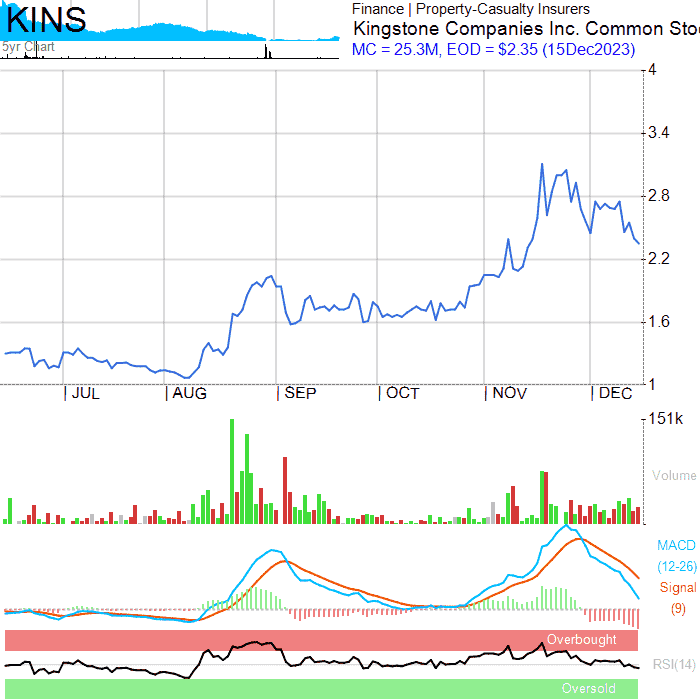 KINS
5yr Chart
Finance | Property-Casualty Insurers
Kingstone Companies Inc. Common Sto
MC = 25.3M, EOD = $2.35 (15Dec2023)
4
3.4
2.8
2.2
1.6
1
JUL AUG SEP OCT NOV DEC
151k
Volume
MACD
(12-26)
Signal
(9)
Overbought
RSI(14)
Oversold